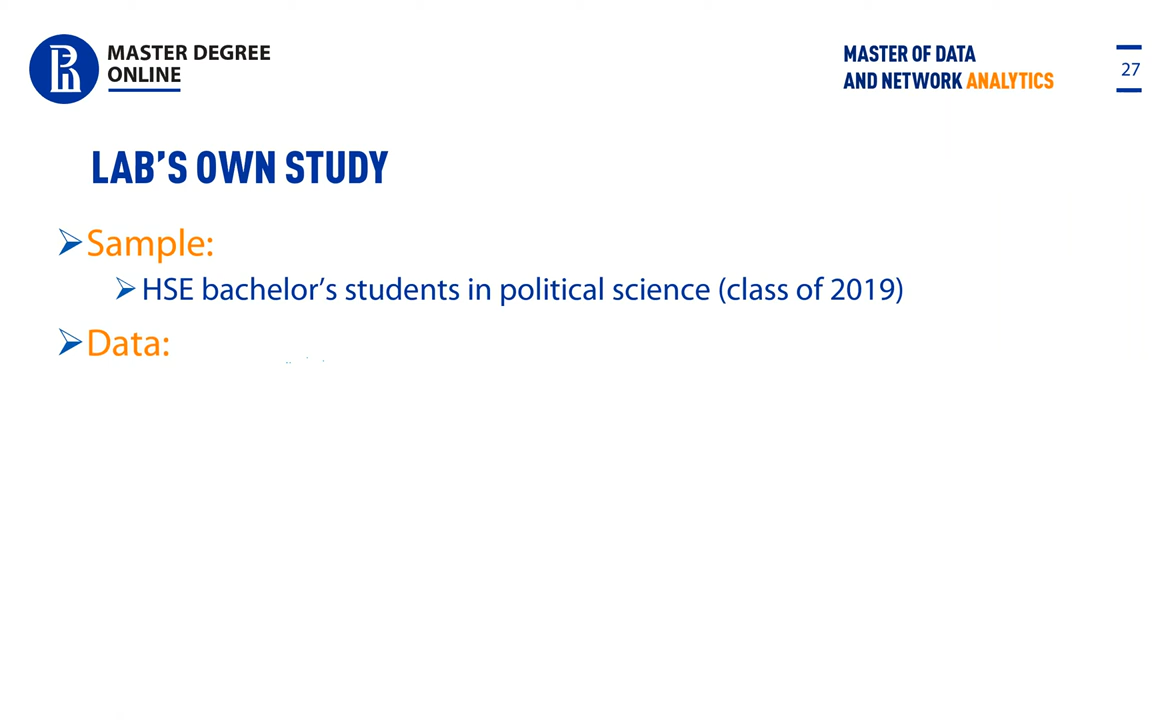 MASTER DEGREE
ONLINE
MASTER OF DATA
AND NETWORK ANALYTICS
27
LAB’S OWN STUDY
Sample:
HSE bachelor’s students in political science (class of 2019)
Data: